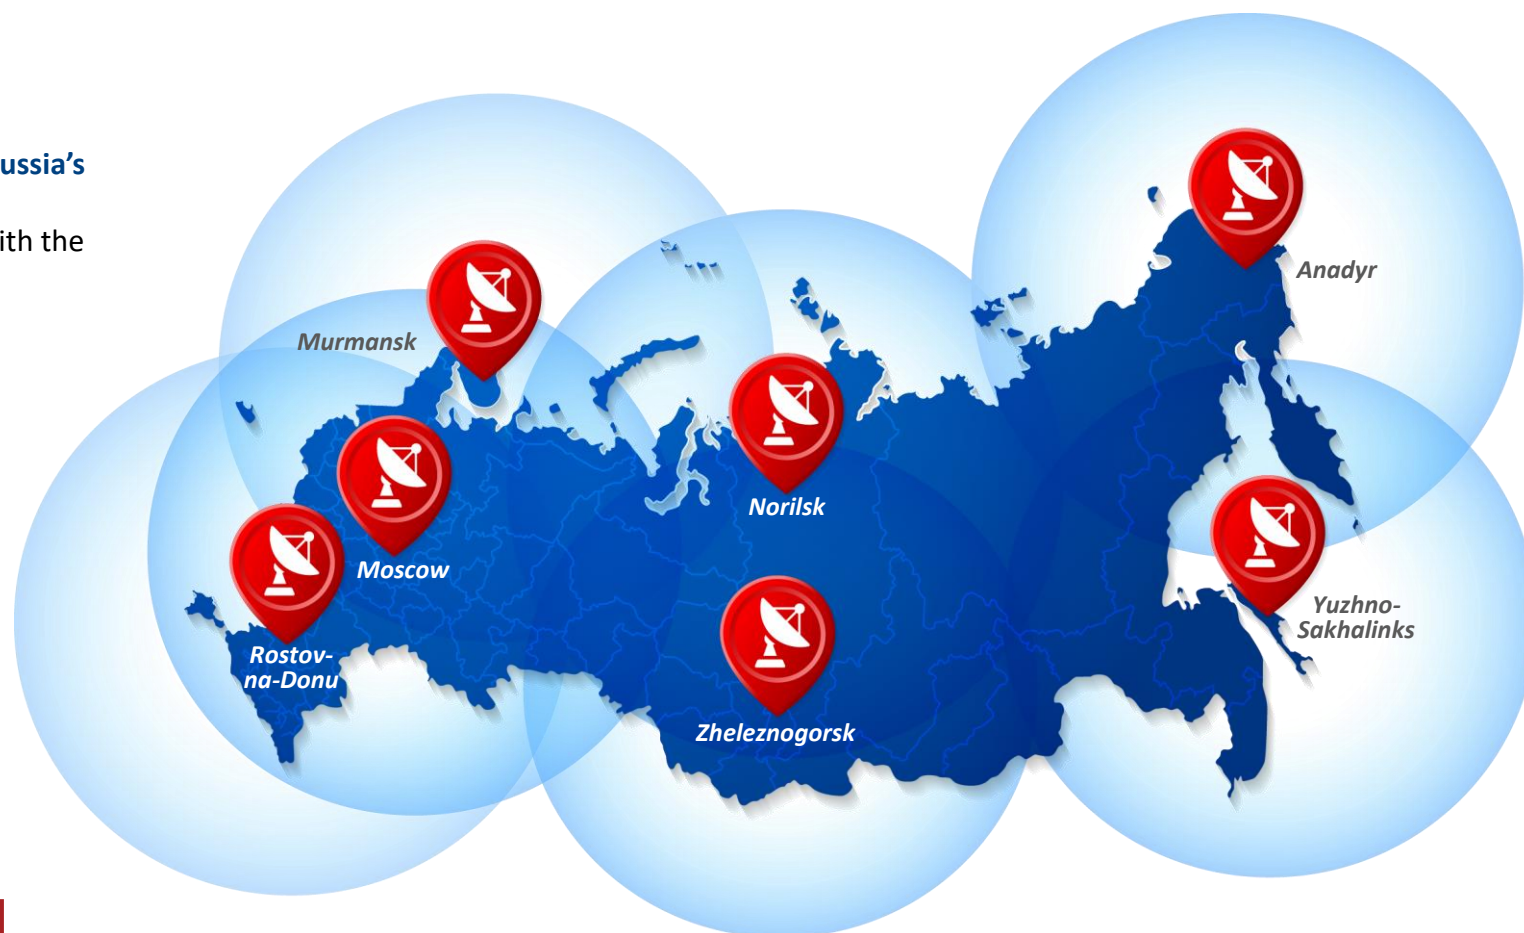 ussia’s
ith the
Anadyr
Murmansk
Norilsk
Moscow
Yuzhno-
Sakhalinks
Rostov-
na-Donu
Zheleznogorsk